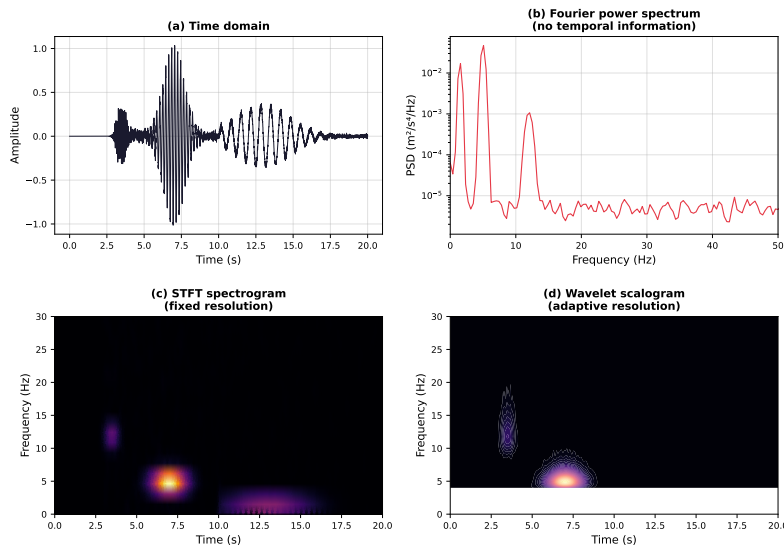 (a) Time domain
Amplitude
1.0
0.5
0.0
−0.5
−1.0
0.0 2.5 5.0 7.5 10.0 12.5 15.0 17.5 20.0
Time (s)
(b) Fourier power spectrum
(no temporal information)
PSD (m²/s⁴/Hz)
10⁻²
10⁻³
10⁻⁴
10⁻⁵
0 10 20 30 40 50
Frequency (Hz)
(c) STFT spectrogram
(fixed resolution)
Frequency (Hz)
30
25
20
15
10
5
0
0.0 2.5 5.0 7.5 10.0 12.5 15.0 17.5 20.0
Time (s)
(d) Wavelet scalogram
(adaptive resolution)
Frequency (Hz)
30
25
20
15
10
5
0
0.0 2.5 5.0 7.5 10.0 12.5 15.0 17.5 20.0
Time (s)